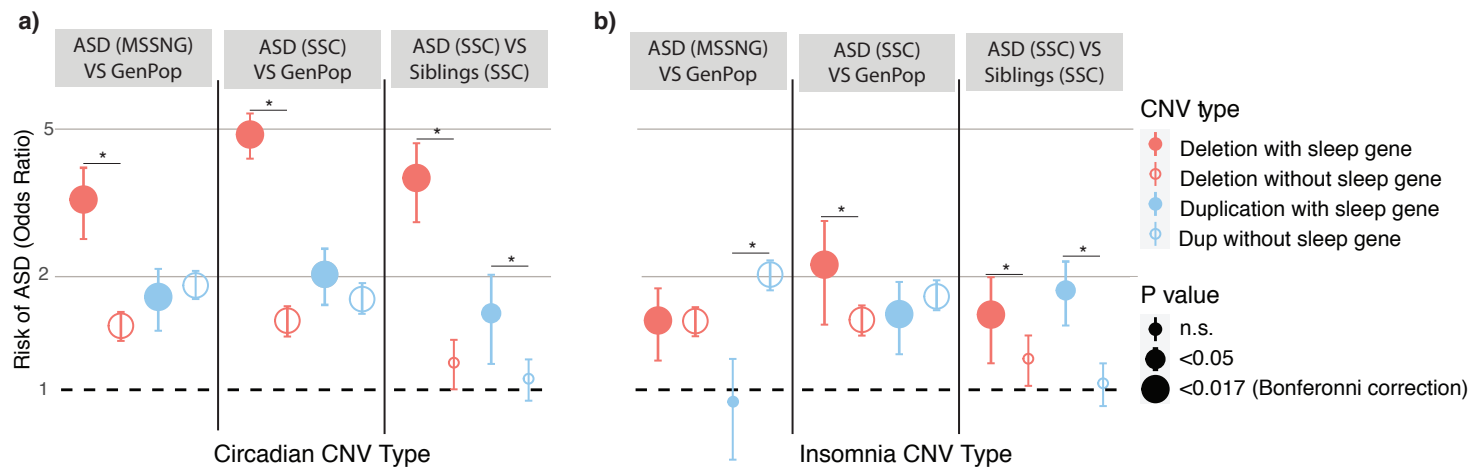 a)
ASD (MSSNG)
VS GenPop
ASD (SSC)
VS GenPop
ASD (SSC) VS
Siblings (SSC)
Risk of ASD (Odds Ratio)
5
2
1
*
*
*
*
Circadian CNV Type
b)
ASD (MSSNG)
VS GenPop
ASD (SSC)
VS GenPop
ASD (SSC) VS
Siblings (SSC)
*
*
*
*
Insomnia CNV Type
CNV type
Deletion with sleep gene
Deletion without sleep gene
Duplication with sleep gene
Dup without sleep gene
P value
n.s.
<0.05
<0.017 (Bonferonni correction)